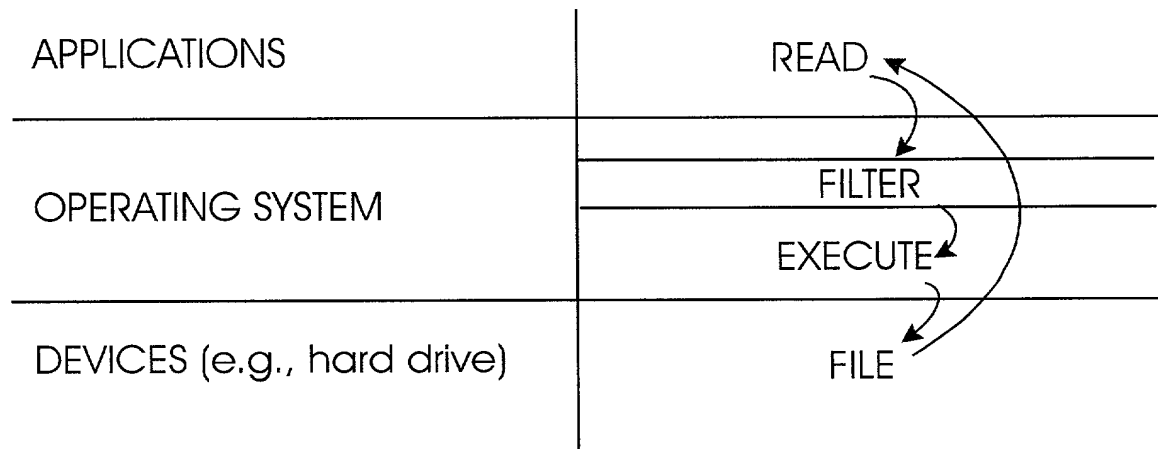 APPLICATIONS
READ
OPERATING SYSTEM
FILTER
EXECUTE
DEVICES (e.g., hard drive)
FILE